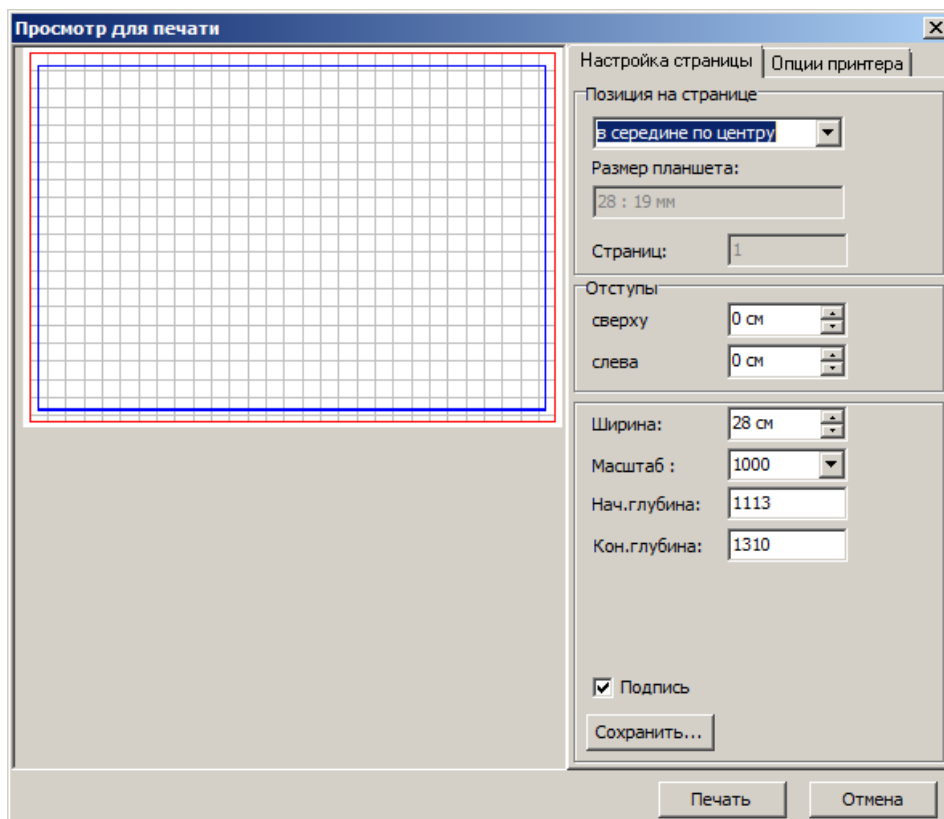 Просмотр для печати
Настройка страницы Опции принтера
Позиция на странице
в середине по центру
Размер планшета:
28 : 19 мм
Страниц: 1
Отступы
сверху 0 см
слева 0 см
Ширина: 28 см
Масштаб : 1000
Нач.глубина: 1113
Кон.глубина: 1310
Подпись
Сохранить...
Печать Отмена